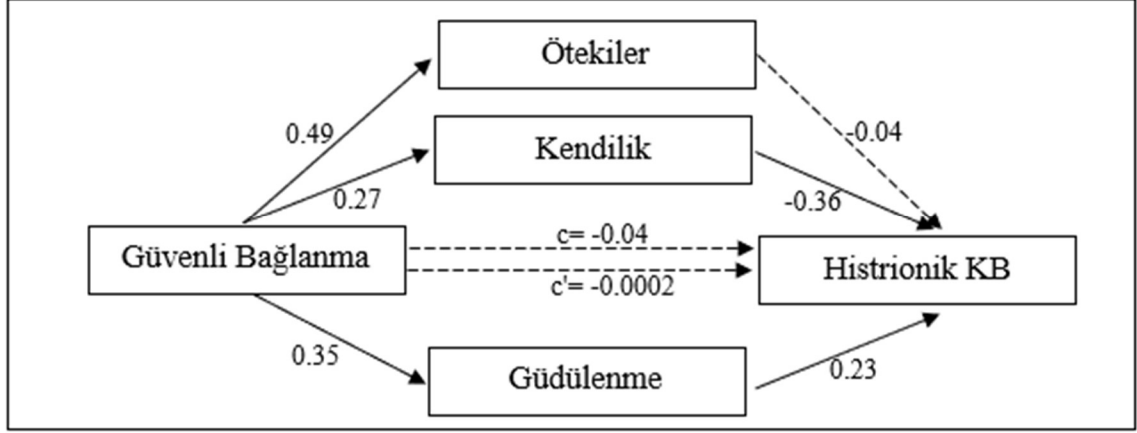 Ötekiler
0.49
-0.04
Kendilik
0.27
-0.36
Güvenli Bağlanma
c= -0.04
c'= -0.0002
Histrionik KB
0.35
Güdülenme
0.23